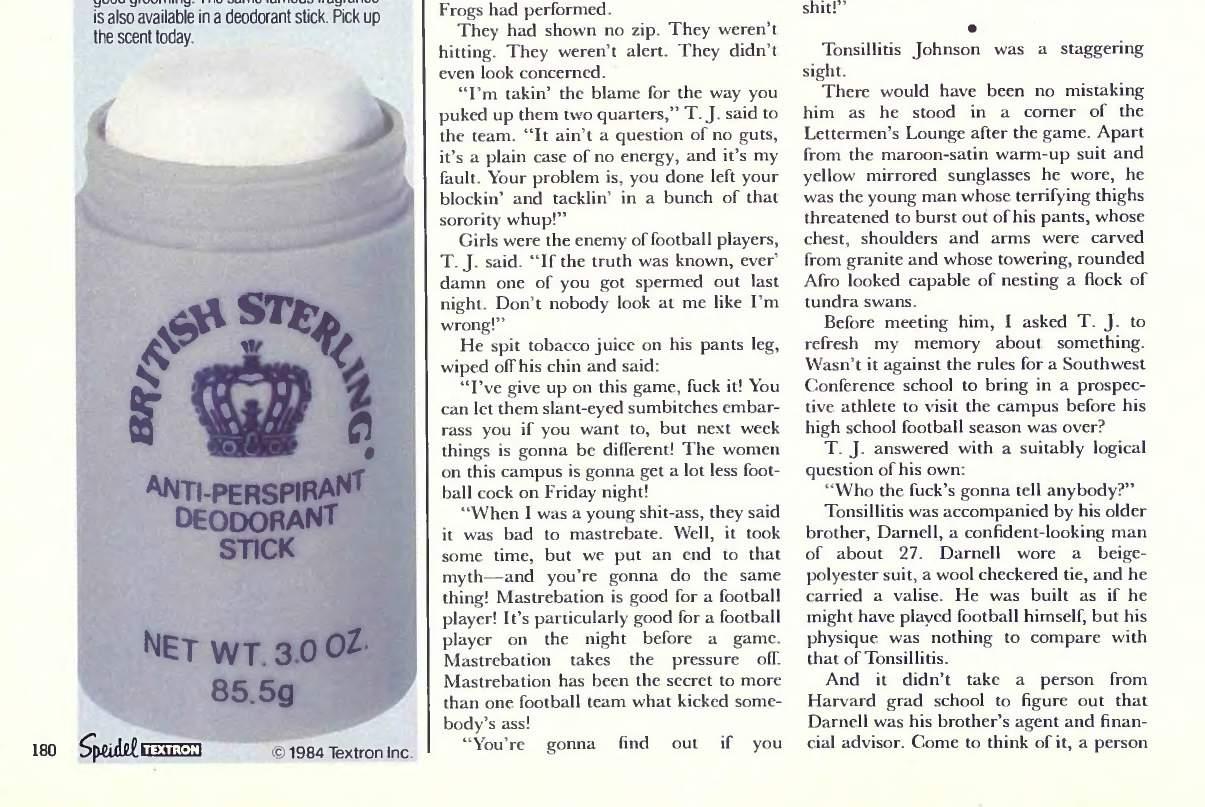 good grooming. The same famous fragrance
is also available in a deodorant stick. Pick up
the scent today.
BRITISH STERLING
ANTI-PERSPIRANT
DEODORANT
STICK
NET WT. 3.0 OZ.
85.5g
180
Speidel TEXTRON
© 1984 Textron Inc.
Frogs had performed.
They had shown no zip. They weren't
hitting. They weren't alert. They didn't
even look concerned.
"I'm takin' the blame for the way you
puked up them two quarters," T. J. said to
the team. "It ain't a question of no guts,
it's a plain case of no energy, and it's my
fault. Your problem is, you done left your
blockin' and tacklin' in a bunch of that
sorority whup!"
Girls were the enemy of football players,
T. J. said. "If the truth was known, ever'
damn one of you got spermed out last
night. Don't nobody look at me like I'm
wrong!"
He spit tobacco juice on his pants leg,
wiped off his chin and said:
"I've give up on this game, fuck it! You
can let them slant-eyed sumbitches embar-
rass you if you want to, but next week
things is gonna be different! The women
on this campus is gonna get a lot less foot-
ball cock on Friday night!
"When I was a young shit-ass, they said
it was bad to mastrebate. Well, it took
some time, but we put an end to that
myth—and you're gonna do the same
thing! Mastrebation is good for a football
player! It's particularly good for a football
player on the night before a game.
Mastrebation takes the pressure off.
Mastrebation has been the secret to more
than one football team what kicked some-
body's ass!
"You're gonna find out if you
shit!"
●
Tonsillitis Johnson was a staggering
sight.
There would have been no mistaking
him as he stood in a corner of the
Lettermen's Lounge after the game. Apart
from the maroon-satin warm-up suit and
yellow mirrored sunglasses he wore, he
was the young man whose terrifying thighs
threatened to burst out of his pants, whose
chest, shoulders and arms were carved
from granite and whose towering, rounded
Afro looked capable of nesting a flock of
tundra swans.
Before meeting him, I asked T. J. to
refresh my memory about something.
Wasn't it against the rules for a Southwest
Conference school to bring in a prospec-
tive athlete to visit the campus before his
high school football season was over?
T. J. answered with a suitably logical
question of his own:
"Who the fuck's gonna tell anybody?"
Tonsillitis was accompanied by his older
brother, Darnell, a confident-looking man
of about 27. Darnell wore a beige-
polyester suit, a wool checkered tie, and he
carried a valise. He was built as if he
might have played football himself, but his
physique was nothing to compare with
that of Tonsillitis.
And it didn't take a person from
Harvard grad school to figure out that
Darnell was his brother's agent and finan-
cial advisor. Come to think of it, a person